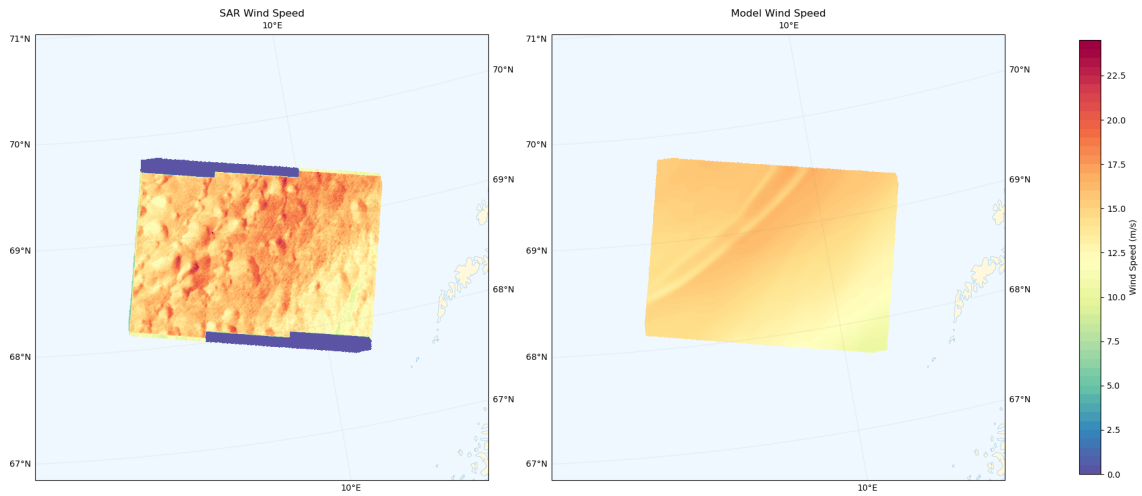 SAR Wind Speed
10°E
71°N
70°N
70°N
69°N
69°N
68°N
68°N
67°N
67°N
10°E
Model Wind Speed
10°E
71°N
70°N
70°N
69°N
69°N
68°N
68°N
67°N
67°N
10°E
22.5
20.0
17.5
15.0
12.5
10.0
7.5
5.0
2.5
0.0
Wind Speed (m/s)